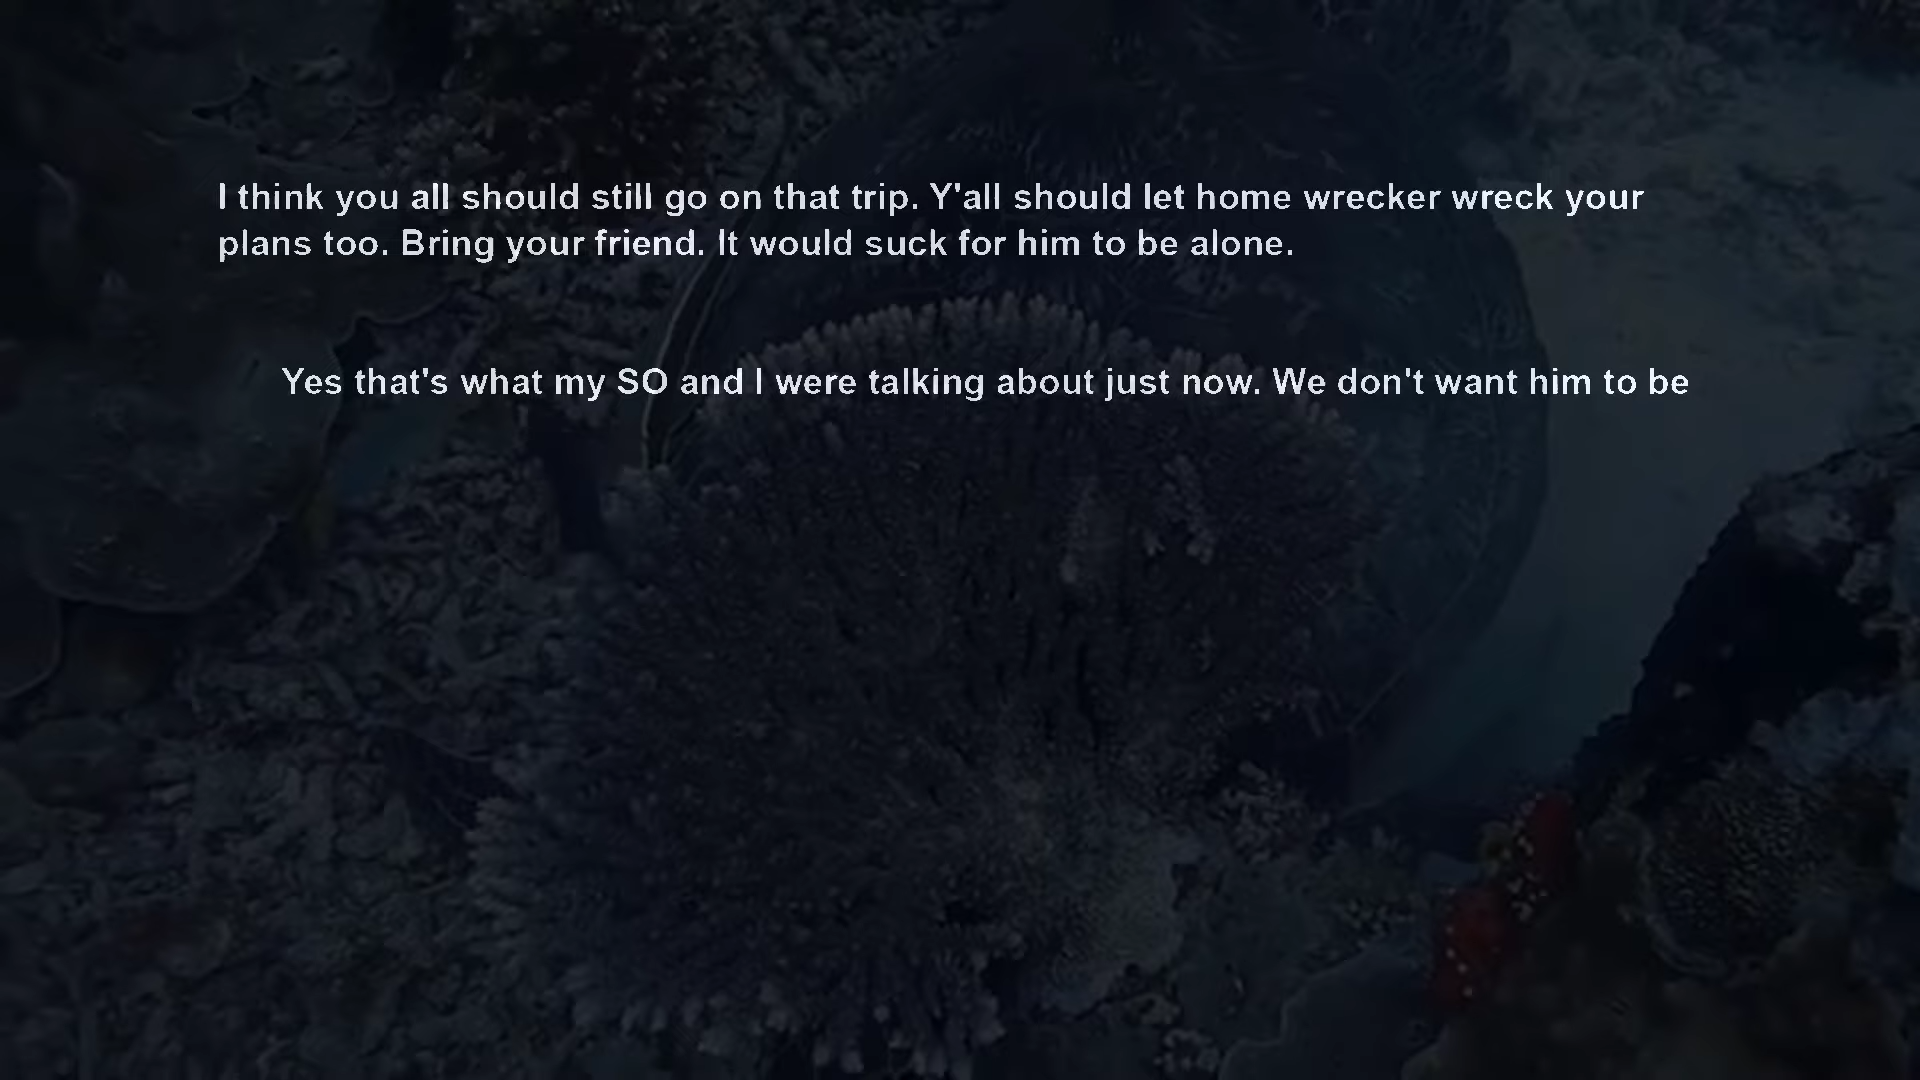 I think you all should still go on that trip. Y'all should let home wrecker wreck your
plans too. Bring your friend. It would suck for him to be alone.
Yes that's what my SO and I were talking about just now. We don't want him to be